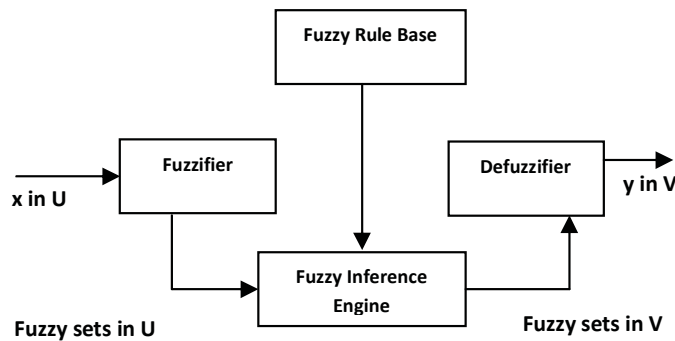 Fuzzy Rule Base
Fuzzifier
Defuzzifier
x in U
y in V
Fuzzy Inference
Engine
Fuzzy sets in U
Fuzzy sets in V